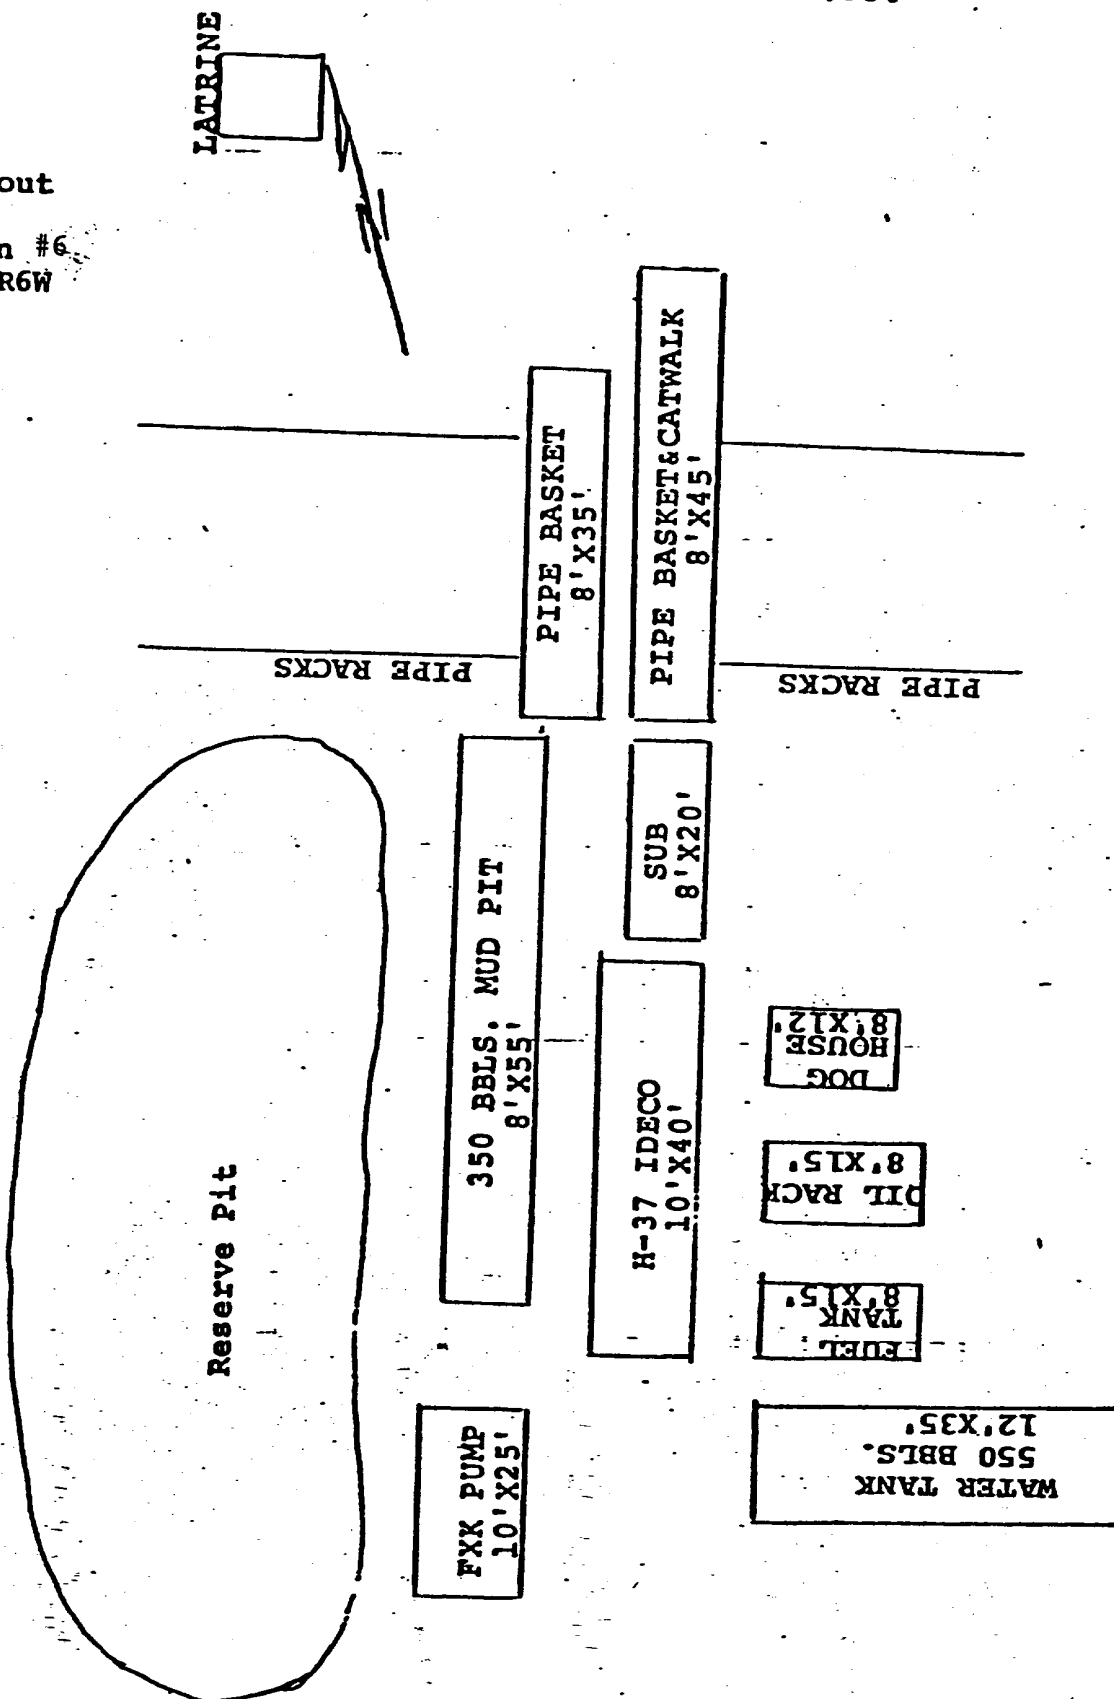 LATRINE
out
n #6
R6W
PIPE BASKET
8'X35'
PIPE BASKET&CATWALK
8'X45'
PIPE RACKS
PIPE RACKS
350 BBLS. MUD PIT
8'X55'
SUB
8'X20'
Reserve Pit
H-37 IDECO
10'X40'
DOG
HOUSE
8'X12'
OIL RACK
8'X15'
FUEL
TANK
8'X15'
FXK PUMP
10'X25'
WATER TANK
550 BBLS.
12'X35'